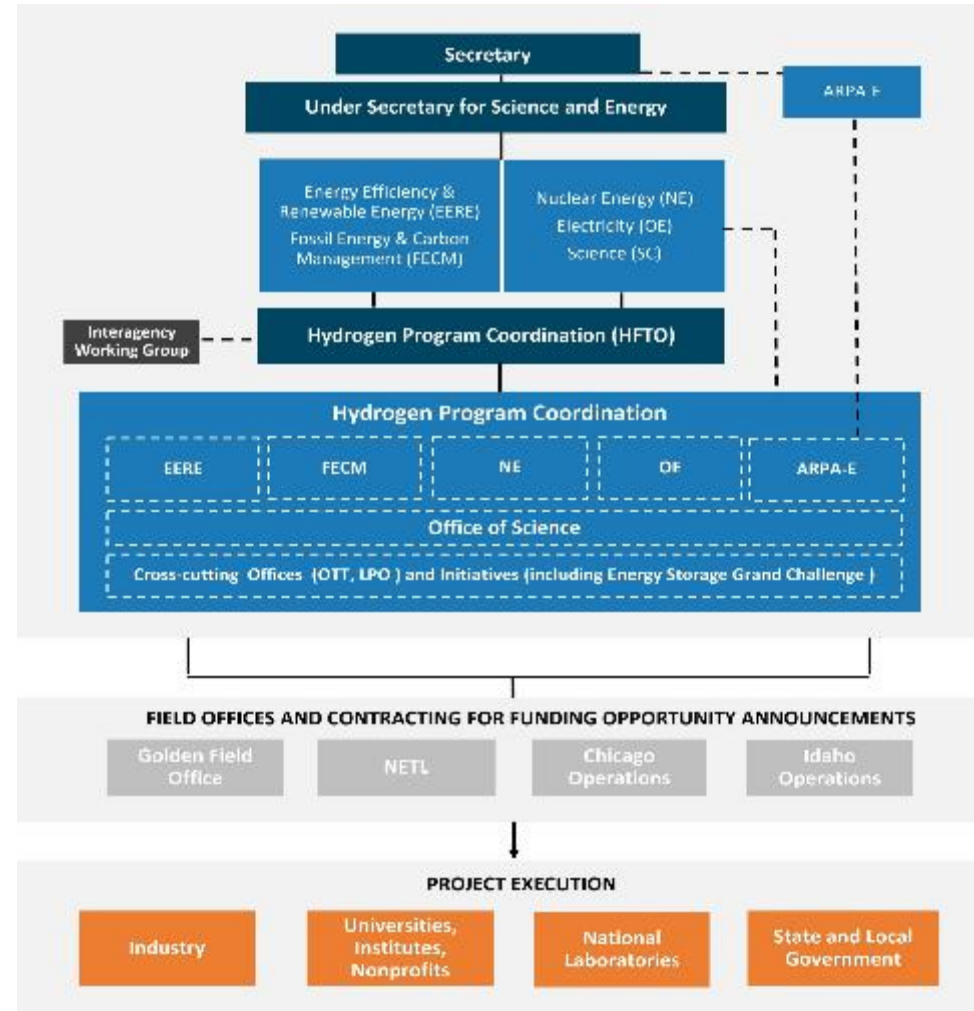 Secretary
ARPA-E
Under Secretary for Science and Energy
Energy Efficiency &
Renewable Energy (EERE)
Fossil Energy & Carbon
Management (FECM)
Nuclear Energy (NE)
Electricity (OE)
Science (SC)
Interagency
Working Group
Hydrogen Program Coordination (HFTO)
Hydrogen Program Coordination
EERE
FECM
NE
OE
ARPA-E
Office of Science
Cross-cutting Offices (OTT, LPO ) and Initiatives (including Energy Storage Grand Challenge )
FIELD OFFICES AND CONTRACTING FOR FUNDING OPPORTUNITY ANNOUNCEMENTS
Golden Field
Office
NETL
Chicago
Operations
Idaho
Operations
PROJECT EXECUTION
Industry
Universities,
Institutes,
Nonprofits
National
Laboratories
State and Local
Government